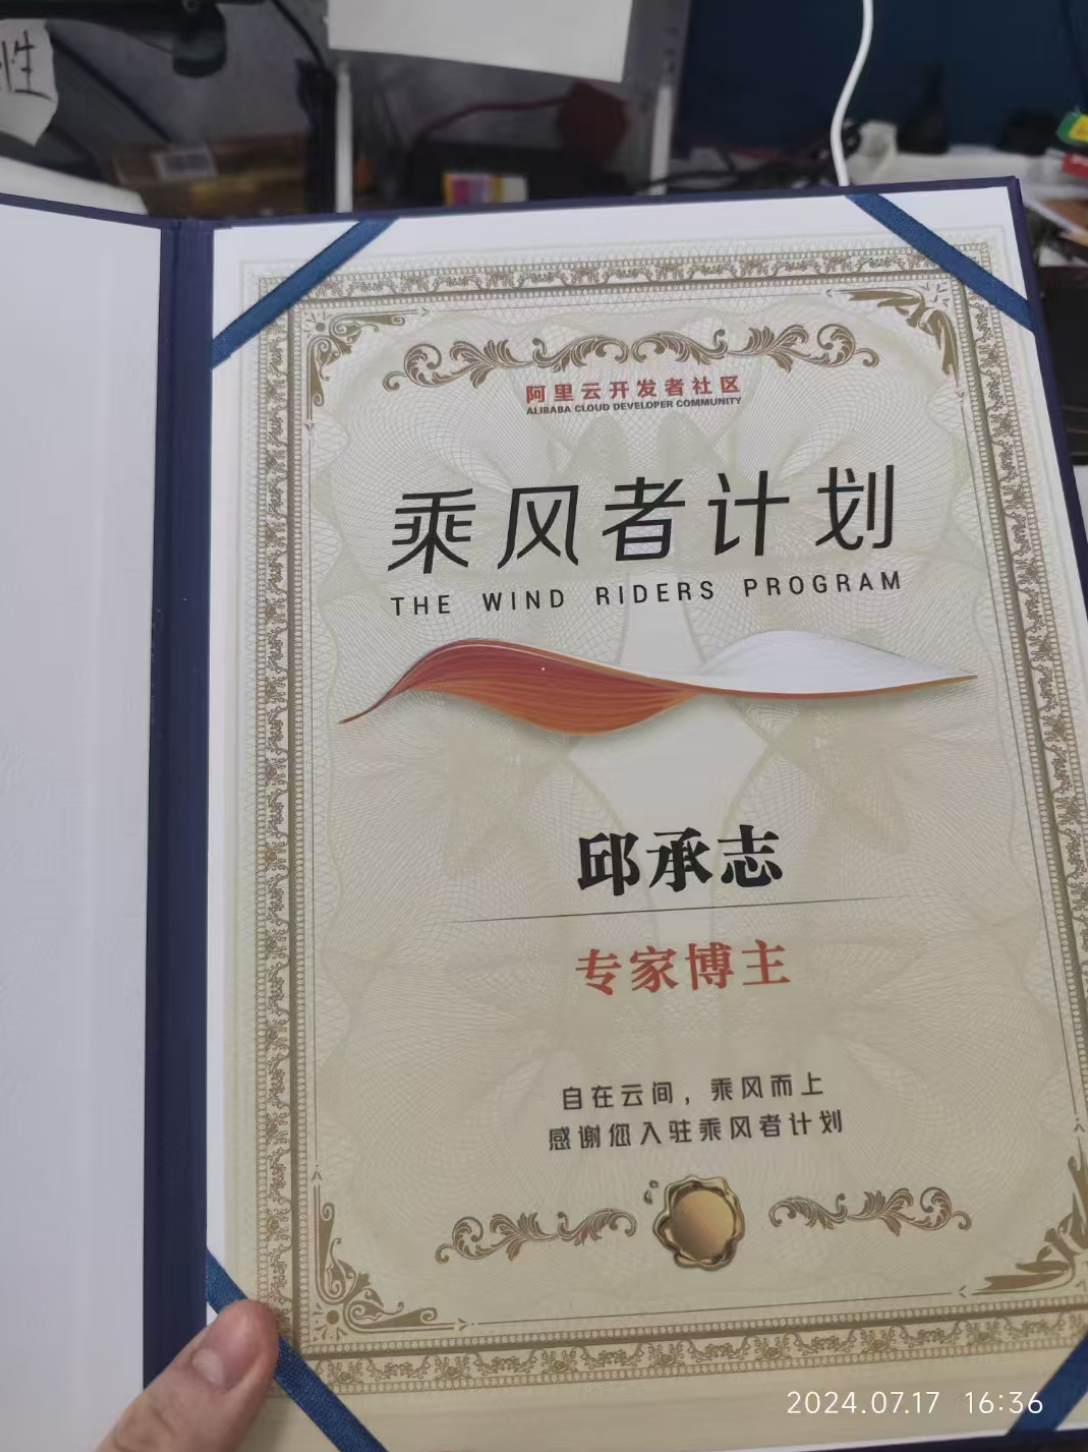 性
阿里云开发者社区
ALIBABA CLOUD DEVELOPER COMMUNITY
乘风者计划
THE WIND RIDERS PROGRAM
邱承志
专家博主
自在云间，乘风而上
感谢您入驻乘风者计划
2024.07.17 16:36